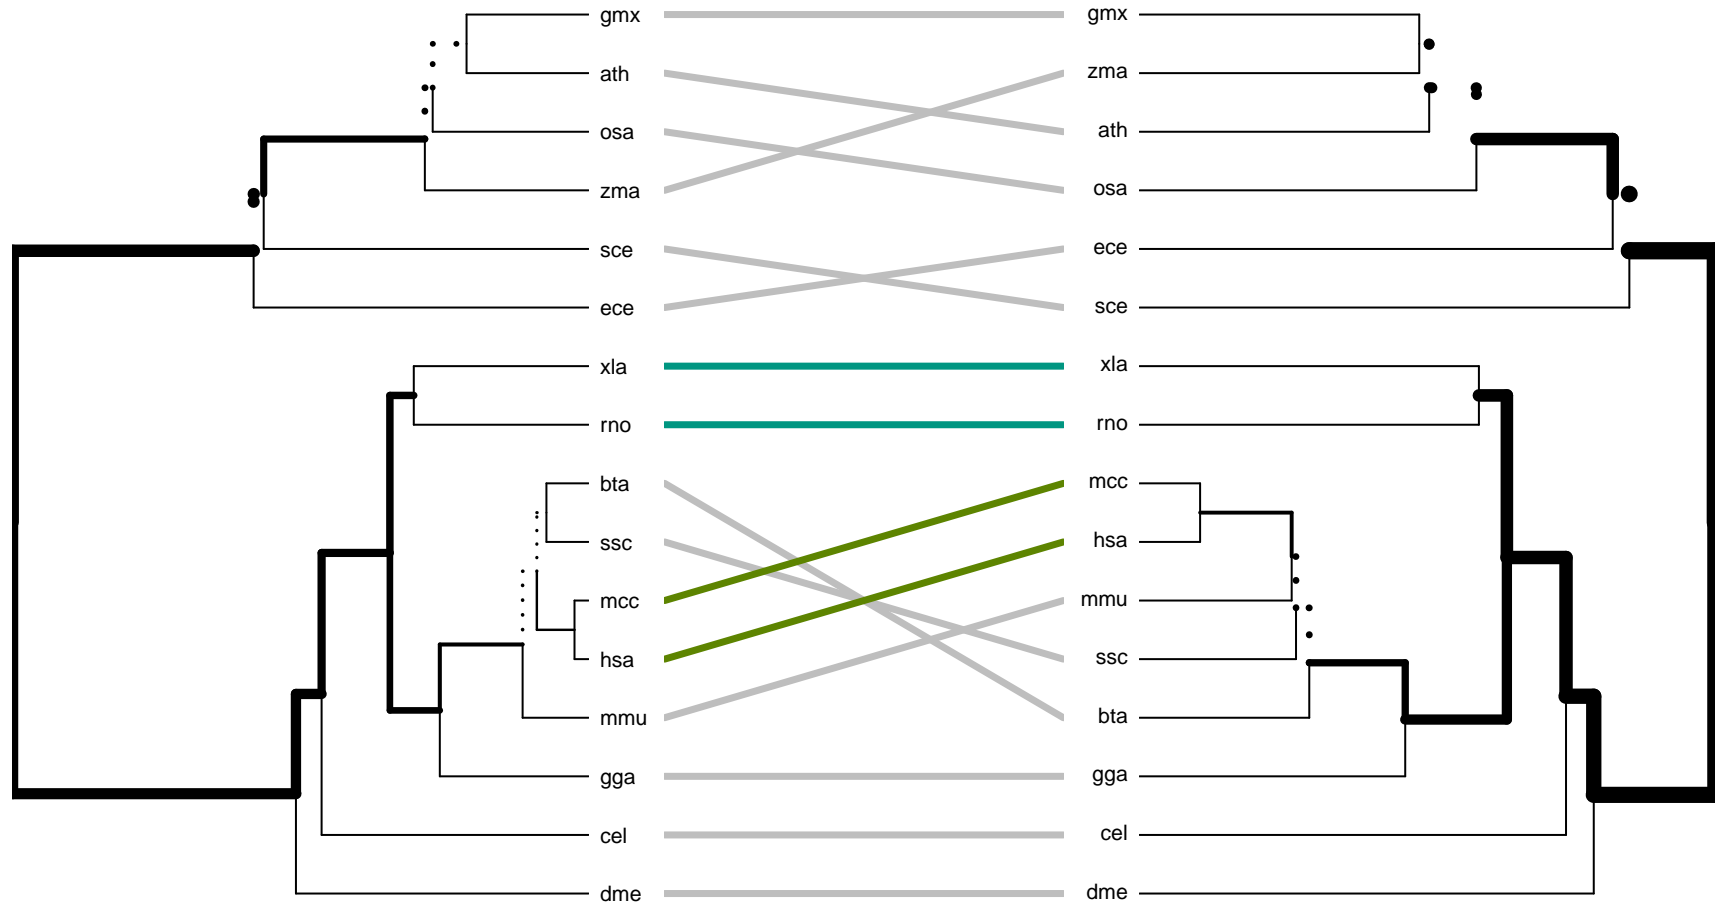 gmx gmx
ath zma
osa ath
zma osa
sce ece
ece sce
xla xla
rno rno
bta mcc
ssc hsa
mcc mmu
hsa ssc
mmu bta
gga gga
cel cel
dme dme